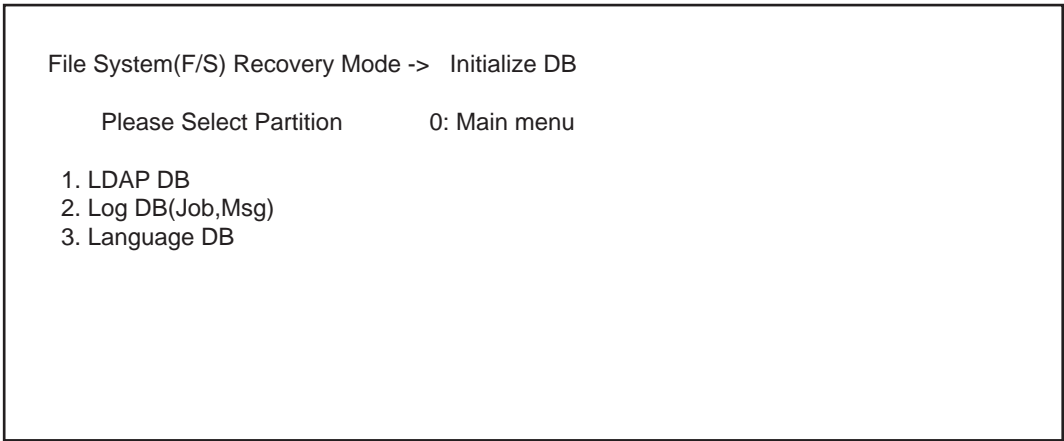 File System(F/S) Recovery Mode -> Initialize DB
Please Select Partition 0: Main menu
1. LDAP DB
2. Log DB(Job,Msg)
3. Language DB